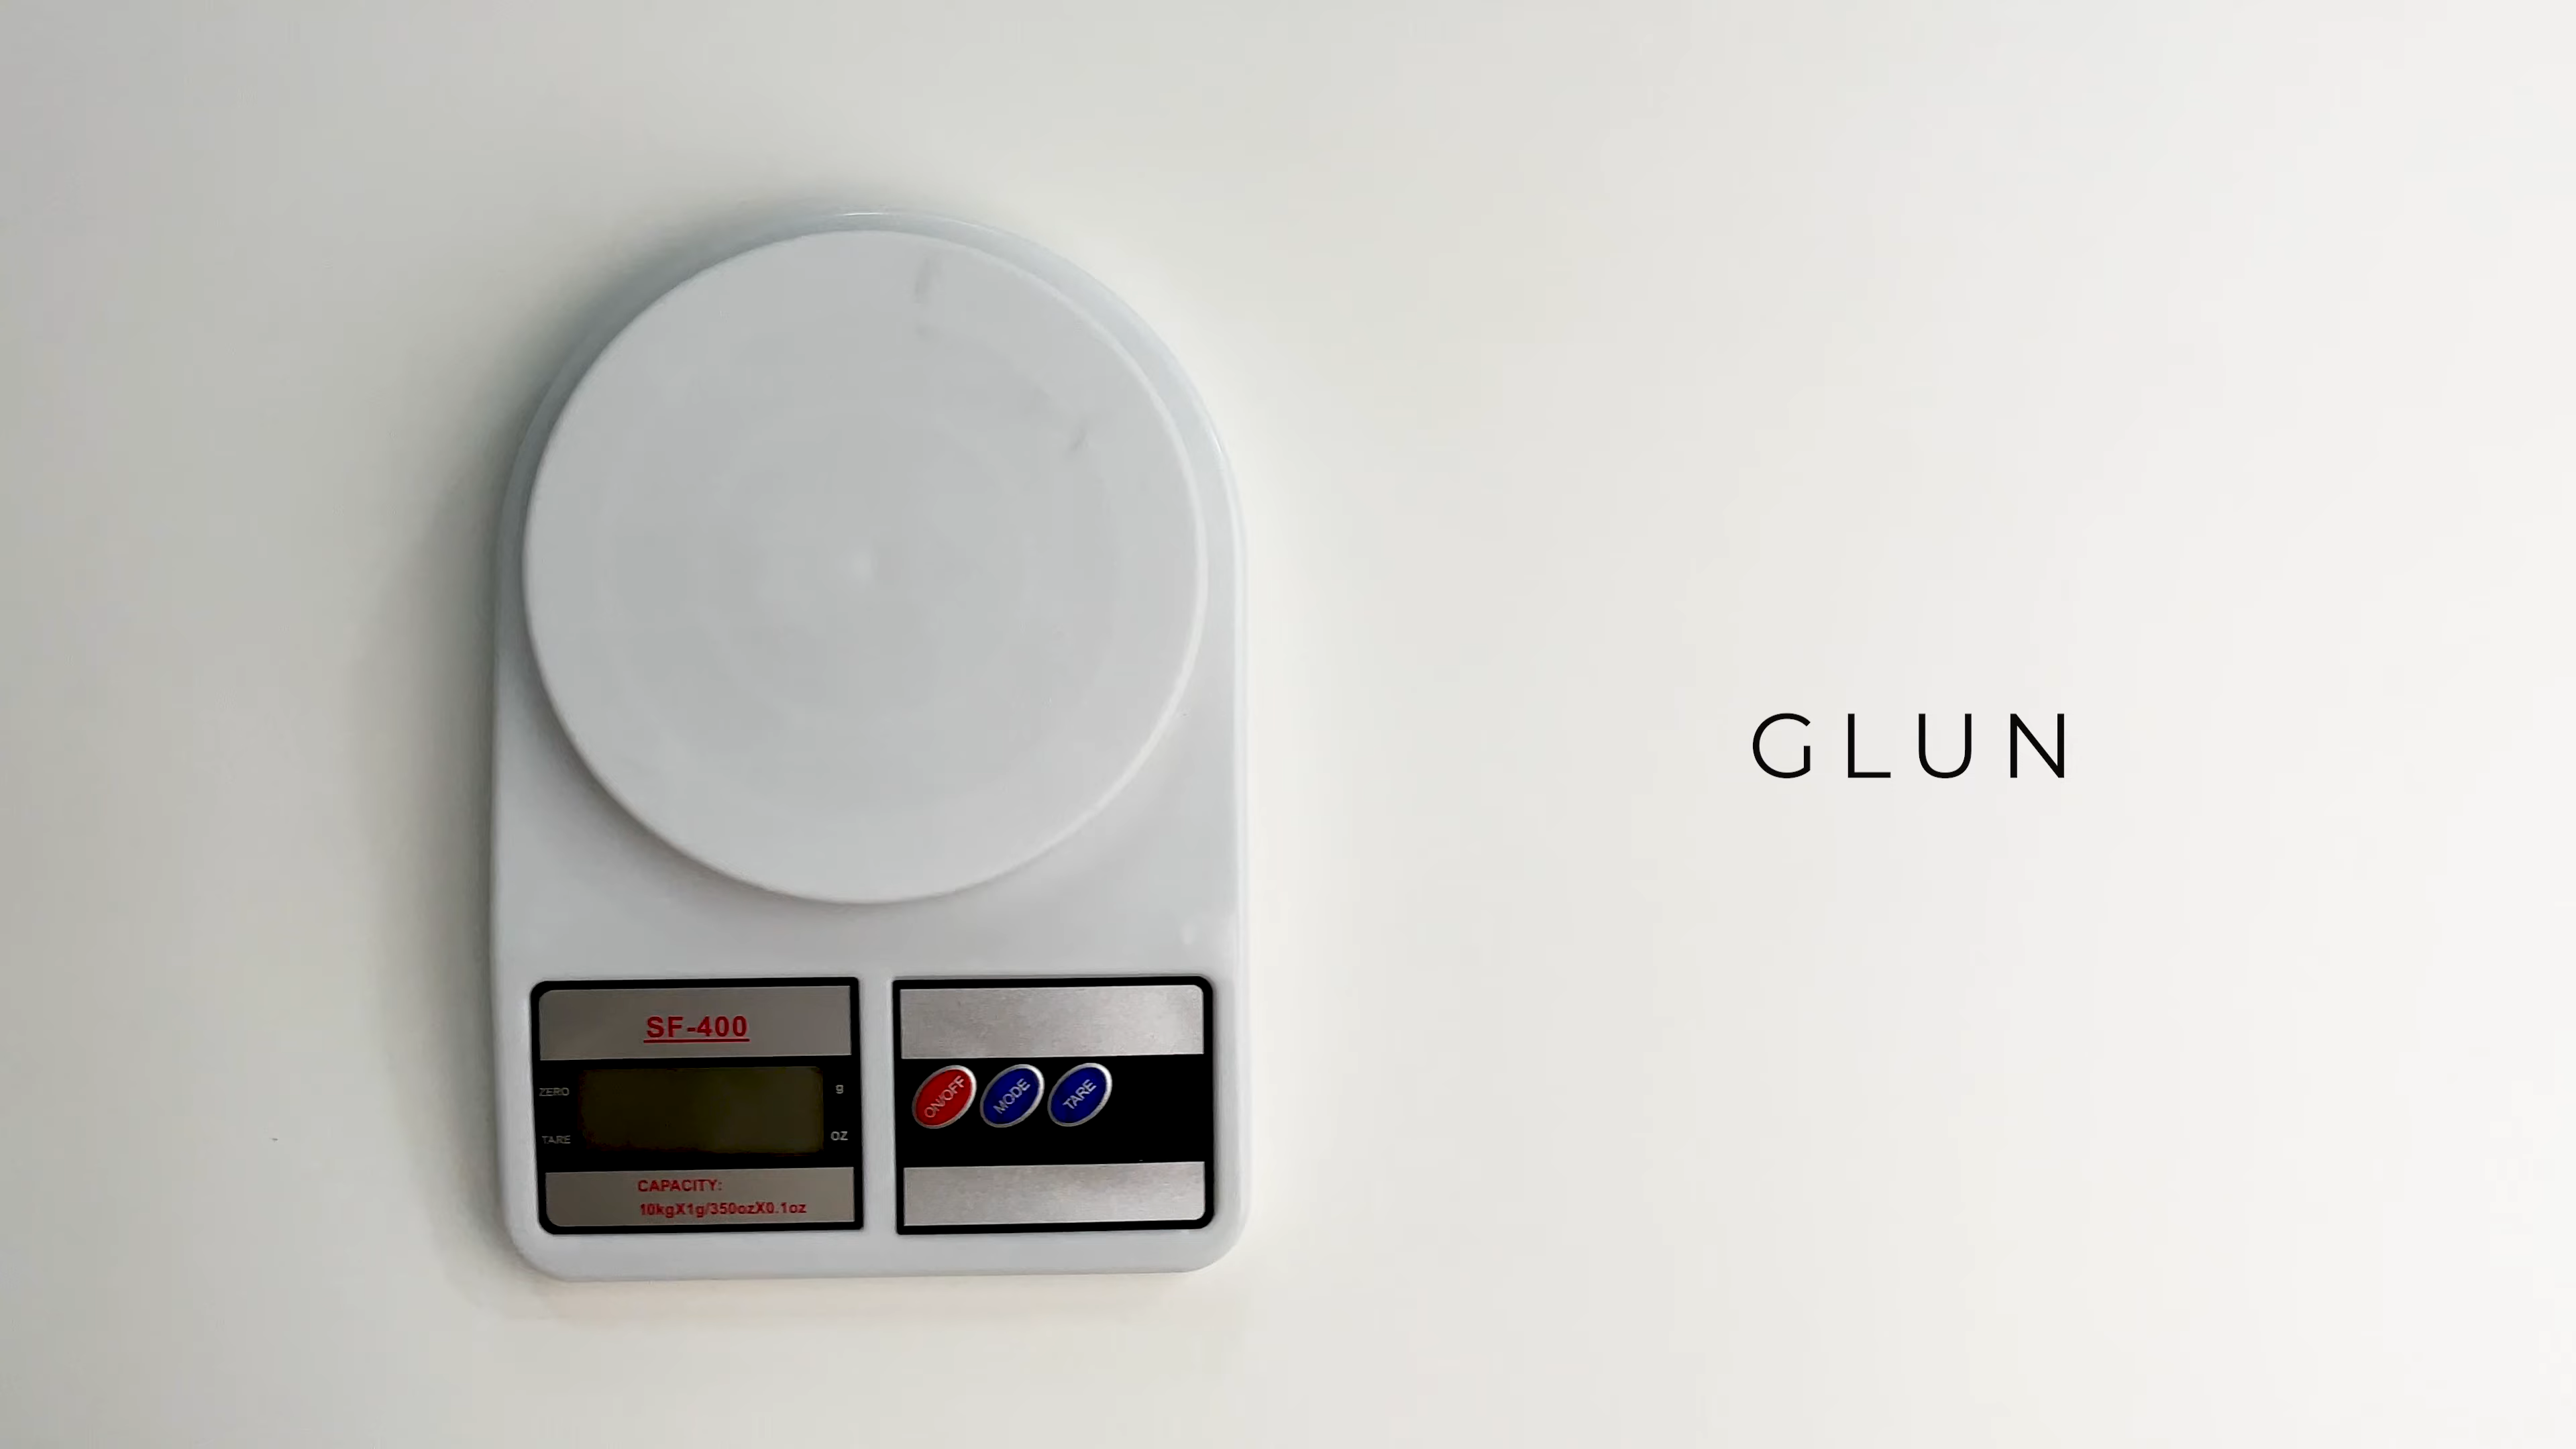 GLUN
SF-400
ZERO
g
TARE
OZ
CAPACITY:
10kgX1g/350ozX0.1oz
ON/OFF
MODE
TARE